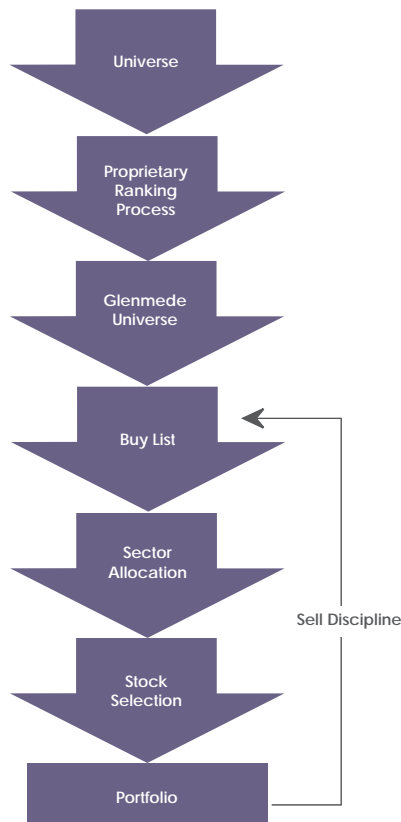 Universe
Proprietary
Ranking
Process
Glenmede
Universe
Buy List
Sector
Allocation
Sell Discipline
Stock
Selection
Portfolio